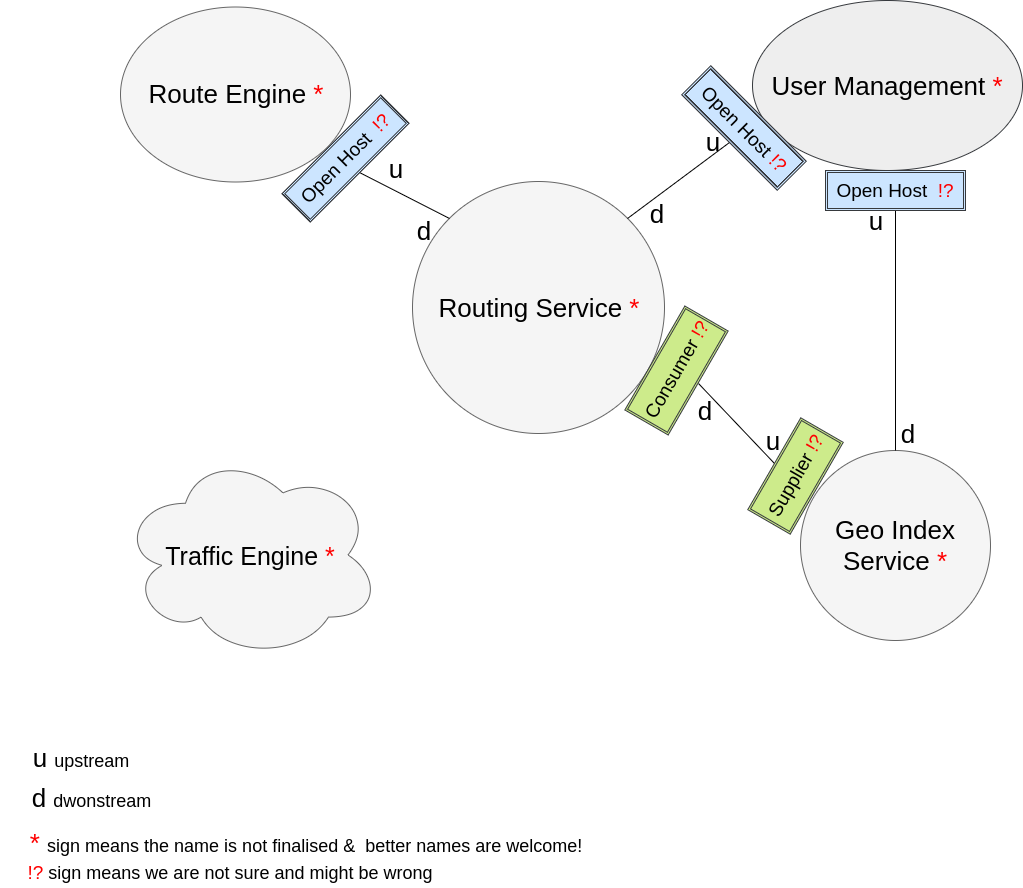 Route Engine *
Open Host !?
u
d
User Management *
Open Host !?
u
d
Open Host !?
u
d
Routing Service *
Consumer !?
d
u
Supplier !?
Geo Index
Service *
Traffic Engine *
u upstream
d dwonstream
* sign means the name is not finalised & better names are welcome!
!? sign means we are not sure and might be wrong